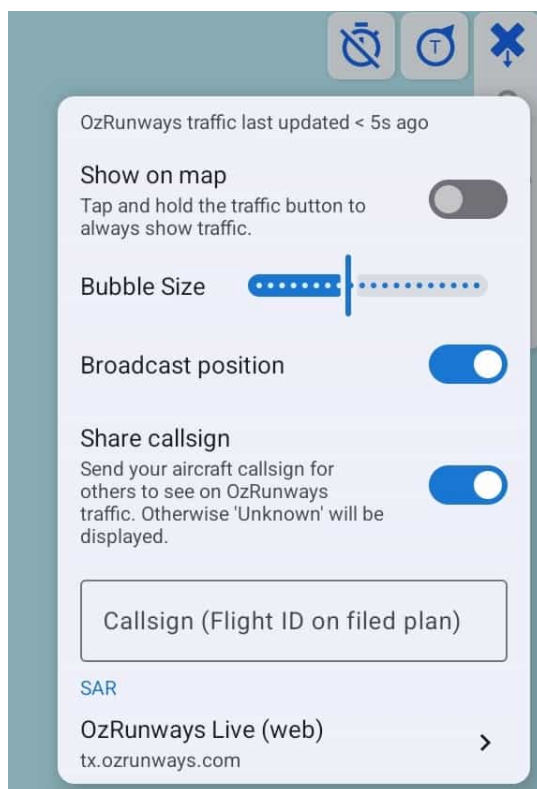 T
OzRunways traffic last updated < 5s ago
Show on map
Tap and hold the traffic button to
always show traffic.
Bubble Size
Broadcast position
Share callsign
Send your aircraft callsign for
others to see on OzRunways
traffic. Otherwise 'Unknown' will be
displayed.
Callsign (Flight ID on filed plan)
SAR
OzRunways Live (web)
tx.ozrunways.com